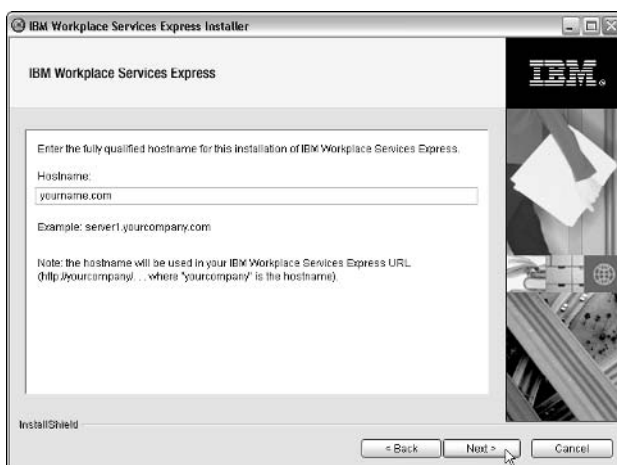 IBM Workplace Services Express Installer
IBM Workplace Services Express
IBM
Enter the fully qualified hostname for this installation of IBM Workplace Services Express.
Hostname:
yourname.com
Example: server1.yourcompany.com
Note: the hostname will be used in your IBM Workplace Services Express URL
(http://yourcompany/. . . where "yourcompany" is the hostname).
InstallShield
< Back
Next >
Cancel